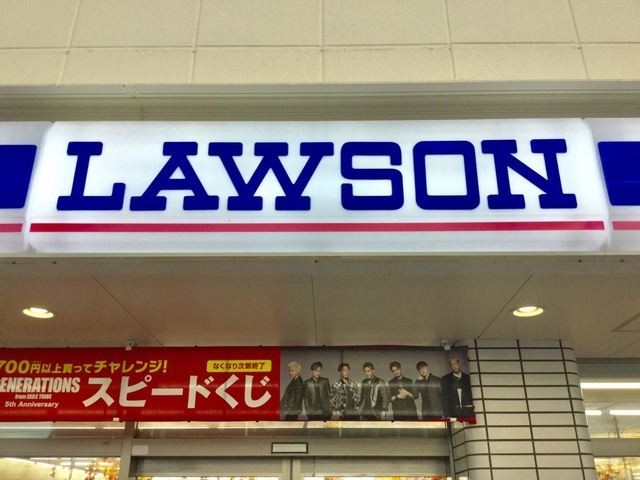 LAWSON
700円以上買ってチャレンジ!
なくなり次第終了
GENERATIONS
from EXILE TRIBE
5th Anniversary
スピードくじ